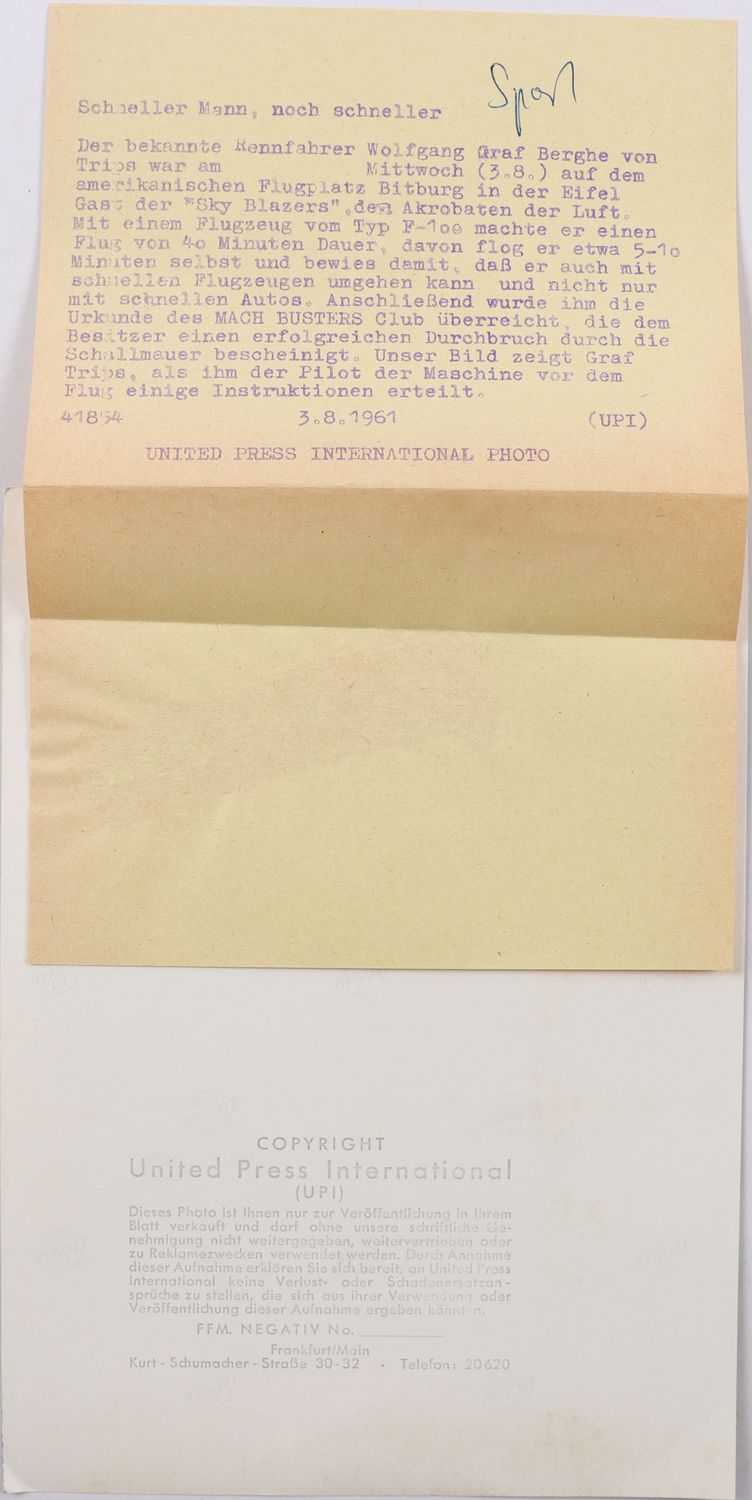 Sport
Schneller Mann, noch schneller
Der bekannte Rennfahrer Wolfgang Graf Berghe von
Trips war am Mittwoch (3.8.) auf dem
amerikanischen Flugplatz Bitburg in der Eifel
Gast der "Sky Blazers",den Akrobaten der Luft.
Mit einem Flugzeug vom Typ F-100 machte er einen
Flug von 40 Minuten Dauer, davon flog er etwa 5-10
Minuten selbst und bewies damit, daß er auch mit
schnellen Flugzeugen umgehen kann und nicht nur
mit schnellen Autos. Anschließend wurde ihm die
Urkunde des MACH BUSTERS Club überreicht, die dem
Besitzer einen erfolgreichen Durchbruch durch die
Schallmauer bescheinigt. Unser Bild zeigt Graf
Trips, als ihm der Pilot der Maschine vor dem
Flug einige Instruktionen erteilt.
41854 3.8.1961 (UPI)
UNITED PRESS INTERNATIONAL PHOTO
COPYRIGHT
United Press International
(UPI)
Dieses Photo ist Ihnen nur zur Veröffentlichung in Ihrem
Blatt verkauft und darf ohne unsere schriftliche Ge-
nehmigung nicht weitergegeben, weitervertrieben oder
zu Reklamezwecken verwendet werden. Durch Annahme
dieser Aufnahme erklären Sie sich bereit, an United Press
International keine Verlust- oder Schadenersatzan-
sprüche zu stellen, die sich aus ihrer Verwendung oder
Veröffentlichung dieser Aufnahme ergeben könnten.
FFM. NEGATIV No.
Frankfurt/Main
Kurt-Schumacher-Straße 30-32 · Telefon: 20620